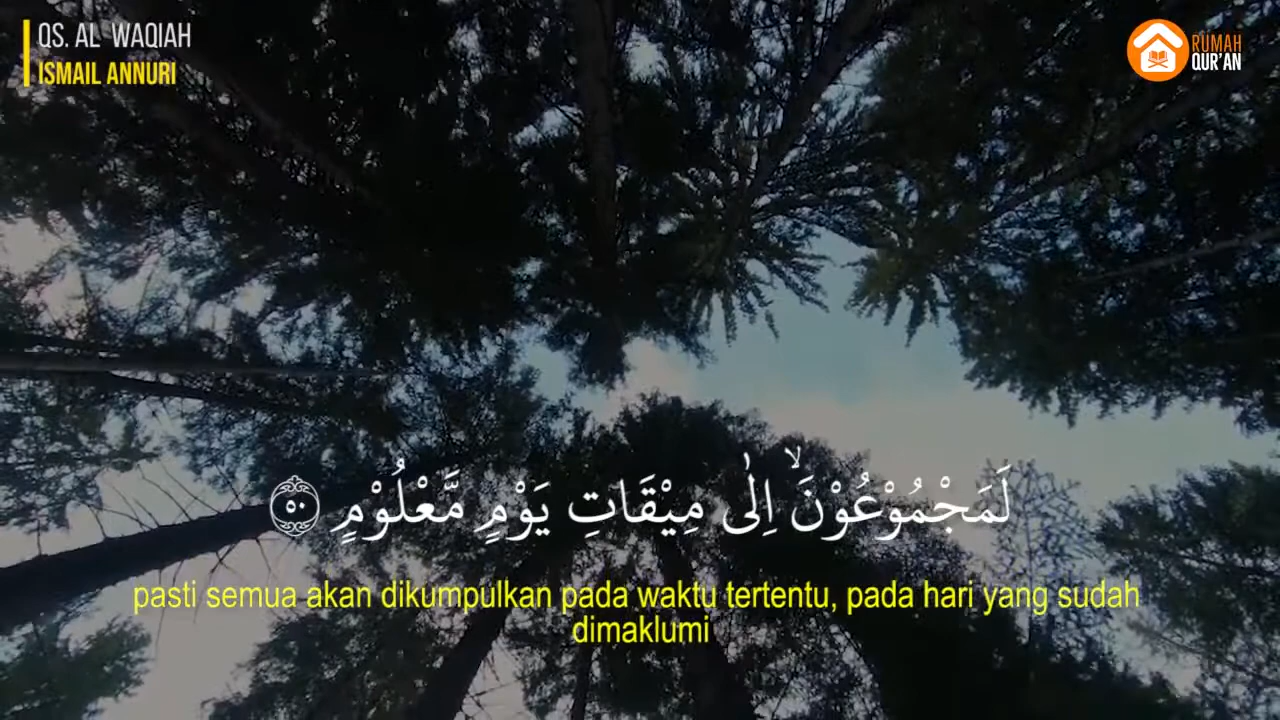 QS. AL WAQIAH
ISMAIL ANNURI
RUMAH
QUR'AN
لَمَجْمُوْعُوْنَۙ اِلٰى مِيْقَاتِ يَوْمٍ مَّعْلُوْمٍ ٥٠
pasti semua akan dikumpulkan pada waktu tertentu, pada hari yang sudah
dimaklumi